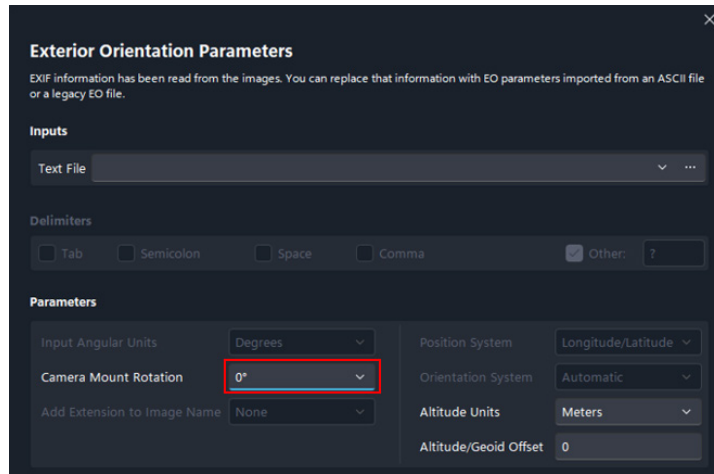 Exterior Orientation Parameters
EXIF information has been read from the images. You can replace that information with EO parameters imported from an ASCII file
or a legacy EO file.
Inputs
Text File
Delimiters
Tab Semicolon Space Comma Other: ?
Parameters
Input Angular Units Degrees Position System Longitude/Latitude
Camera Mount Rotation 0° Orientation System Automatic
Add Extension to Image Name None Altitude Units Meters
Altitude/Geoid Offset 0